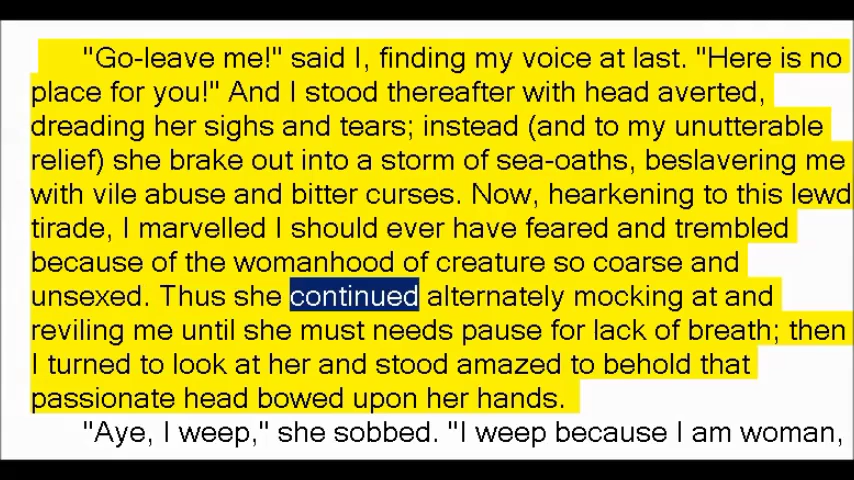 "Go-leave me!" said I, finding my voice at last. "Here is no
place for you!" And I stood thereafter with head averted,
dreading her sighs and tears; instead (and to my unutterable
relief) she brake out into a storm of sea-oaths, beslavering me
with vile abuse and bitter curses. Now, hearkening to this lewd
tirade, I marvelled I should ever have feared and trembled
because of the womanhood of creature so coarse and
unsexed. Thus she continued alternately mocking at and
reviling me until she must needs pause for lack of breath; then
I turned to look at her and stood amazed to behold that
passionate head bowed upon her hands.
"Aye, I weep," she sobbed. "I weep because I am woman,